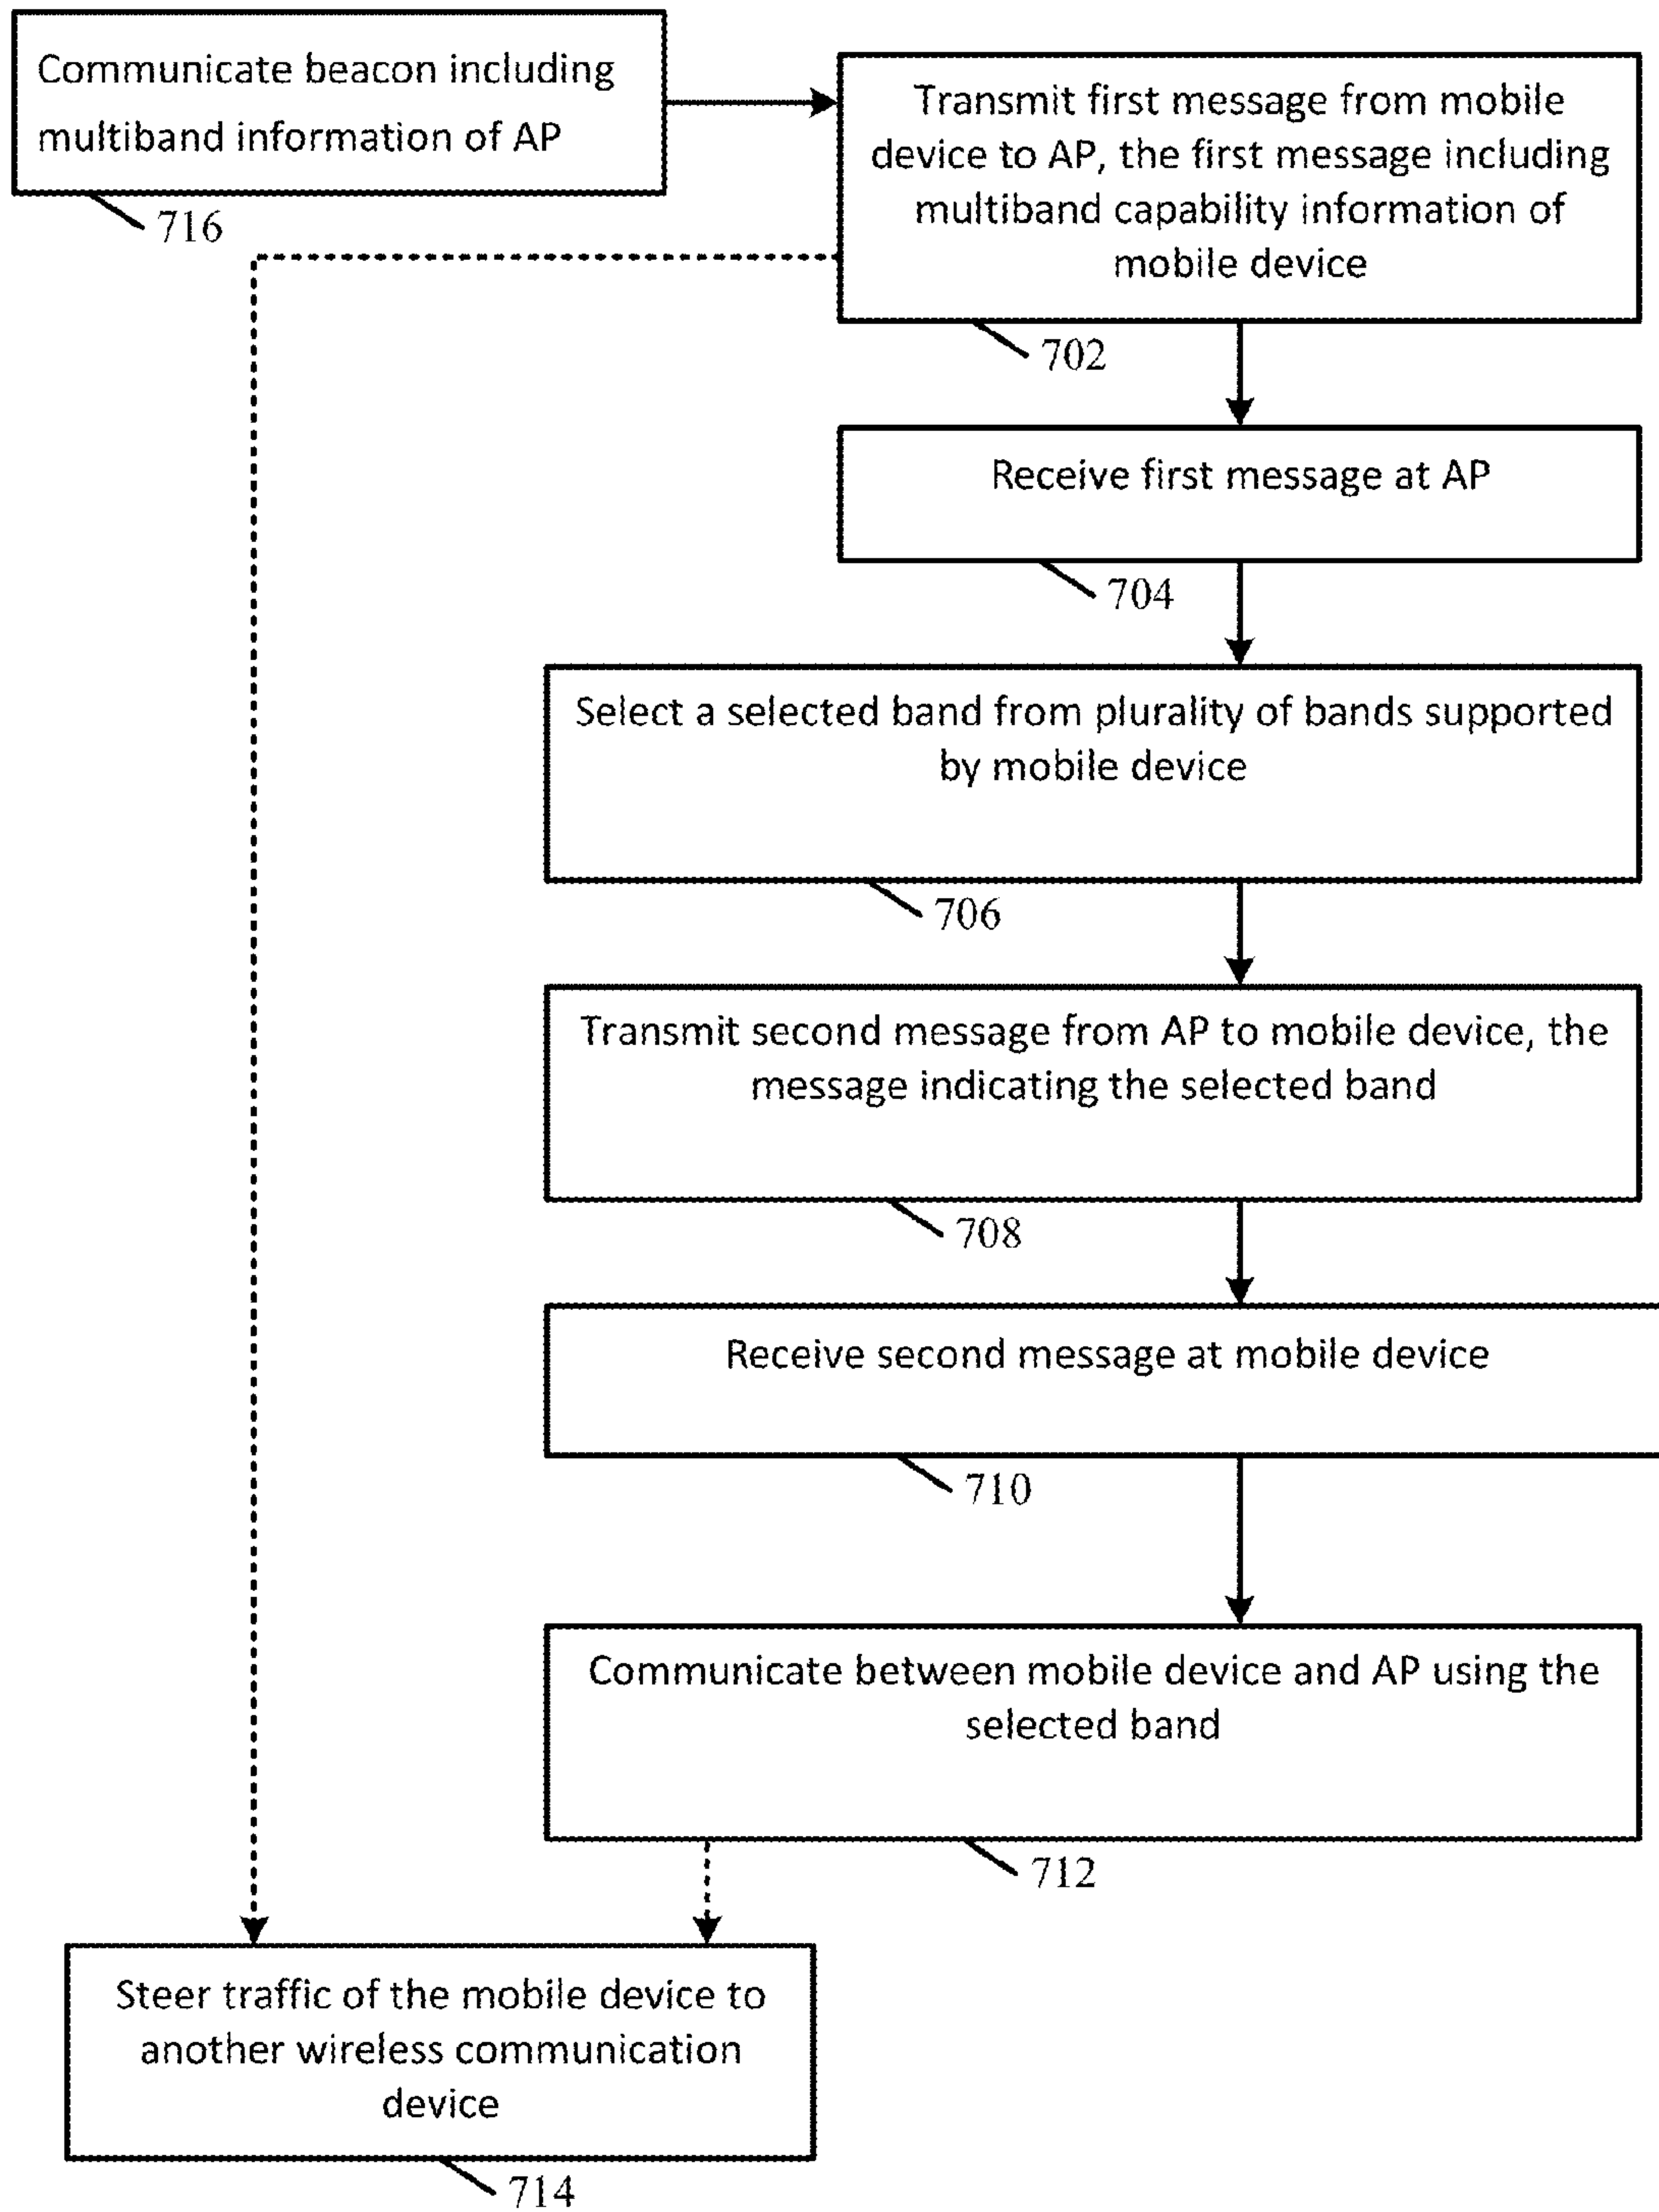 Communicate beacon including
multiband information of AP
716
Transmit first message from mobile
device to AP, the first message including
multiband capability information of
mobile device
702
Receive first message at AP
704
Select a selected band from plurality of bands supported
by mobile device
706
Transmit second message from AP to mobile device, the
message indicating the selected band
708
Receive second message at mobile device
710
Communicate between mobile device and AP using the
selected band
712
Steer traffic of the mobile device to
another wireless communication
device
714